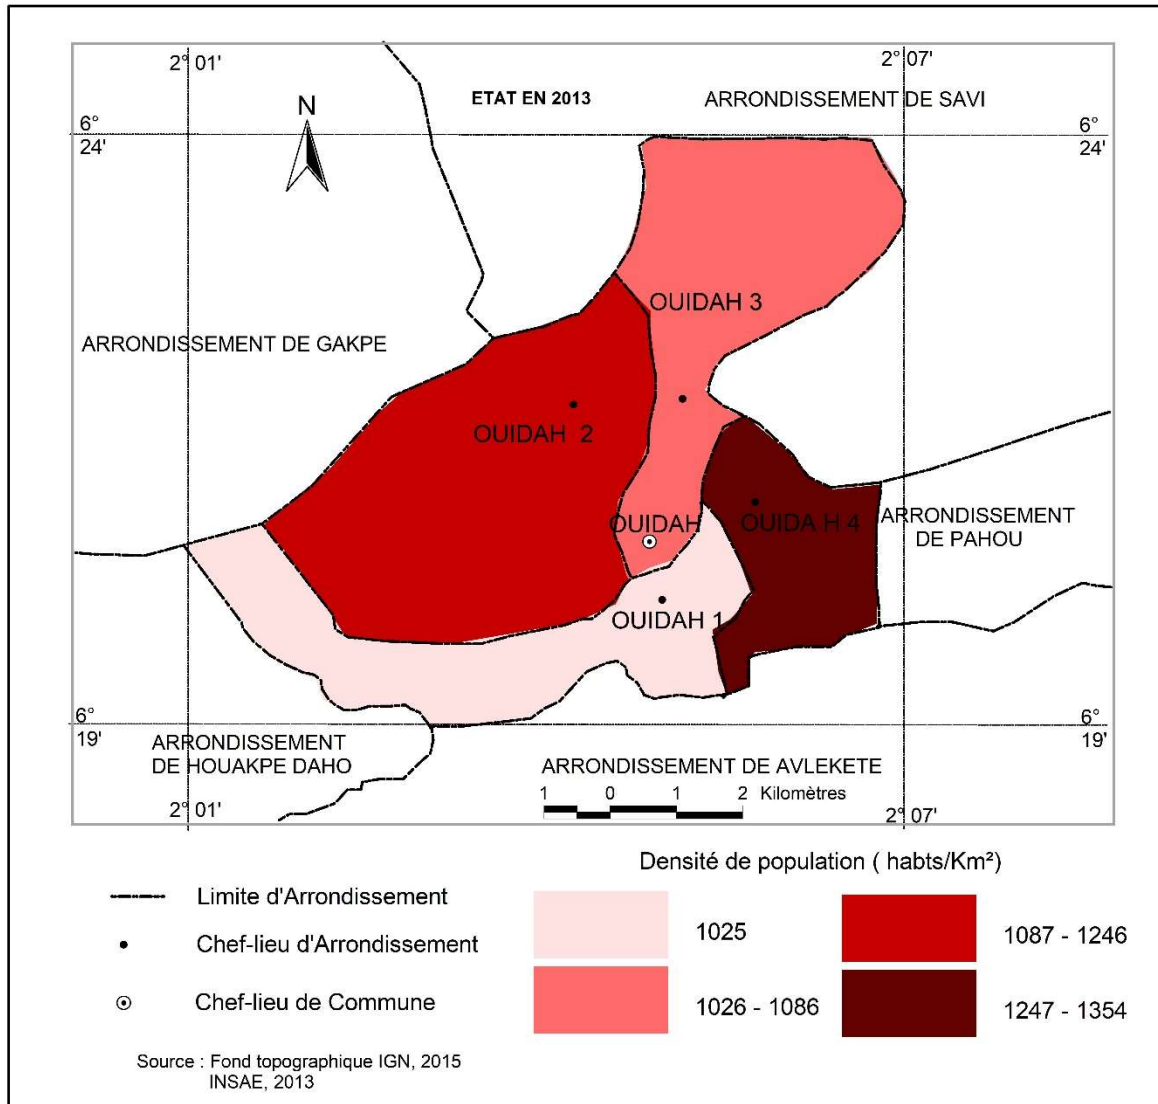 2° 01'
2° 07'
ETAT EN 2013
ARRONDISSEMENT DE SAVI
N
6°
24'
6°
24'
OUIDAH 3
ARRONDISSEMENT DE GAKPE
OUIDAH 2
OUIDAH
OUIDA H 4
ARRONDISSEMENT
DE PAHOU
OUIDAH 1
6°
19'
6°
19'
ARRONDISSEMENT
DE HOUAKPE DAHO
ARRONDISSEMENT DE AVLEKETE
1 0 1 2 Kilomètres
2° 01'
2° 07'
Densité de population ( habts/Km²)
Limite d'Arrondissement
Chef-lieu d'Arrondissement
Chef-lieu de Commune
1025
1026 - 1086
1087 - 1246
1247 - 1354
Source : Fond topographique IGN, 2015
INSAE, 2013